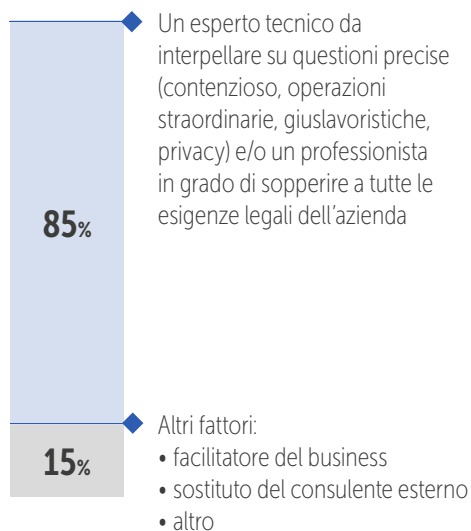 Un esperto tecnico da
interpellare su questioni precise
(contenzioso, operazioni
straordinarie, giuslavoristiche,
privacy) e/o un professionista
in grado di sopperire a tutte le
esigenze legali dell'azienda
85%
Altri fattori:
• facilitatore del business
15%
• sostituto del consulente esterno
• altro